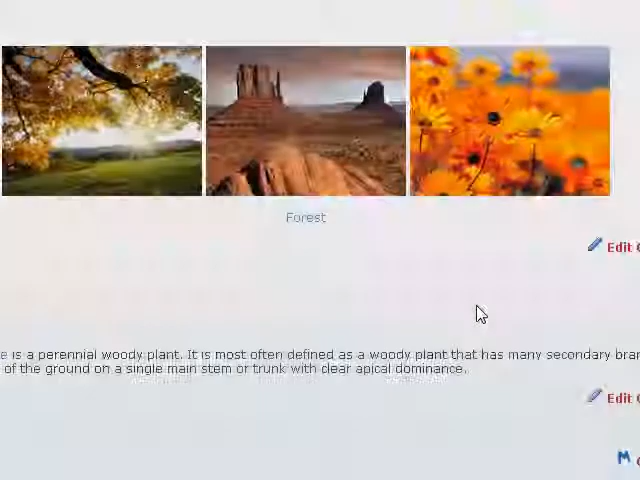 Forest
Edit
is a perennial woody plant. It is most often defined as a woody plant that has many secondary
of the ground on a single main stem or trunk with clear apical dominance.
Edit
M